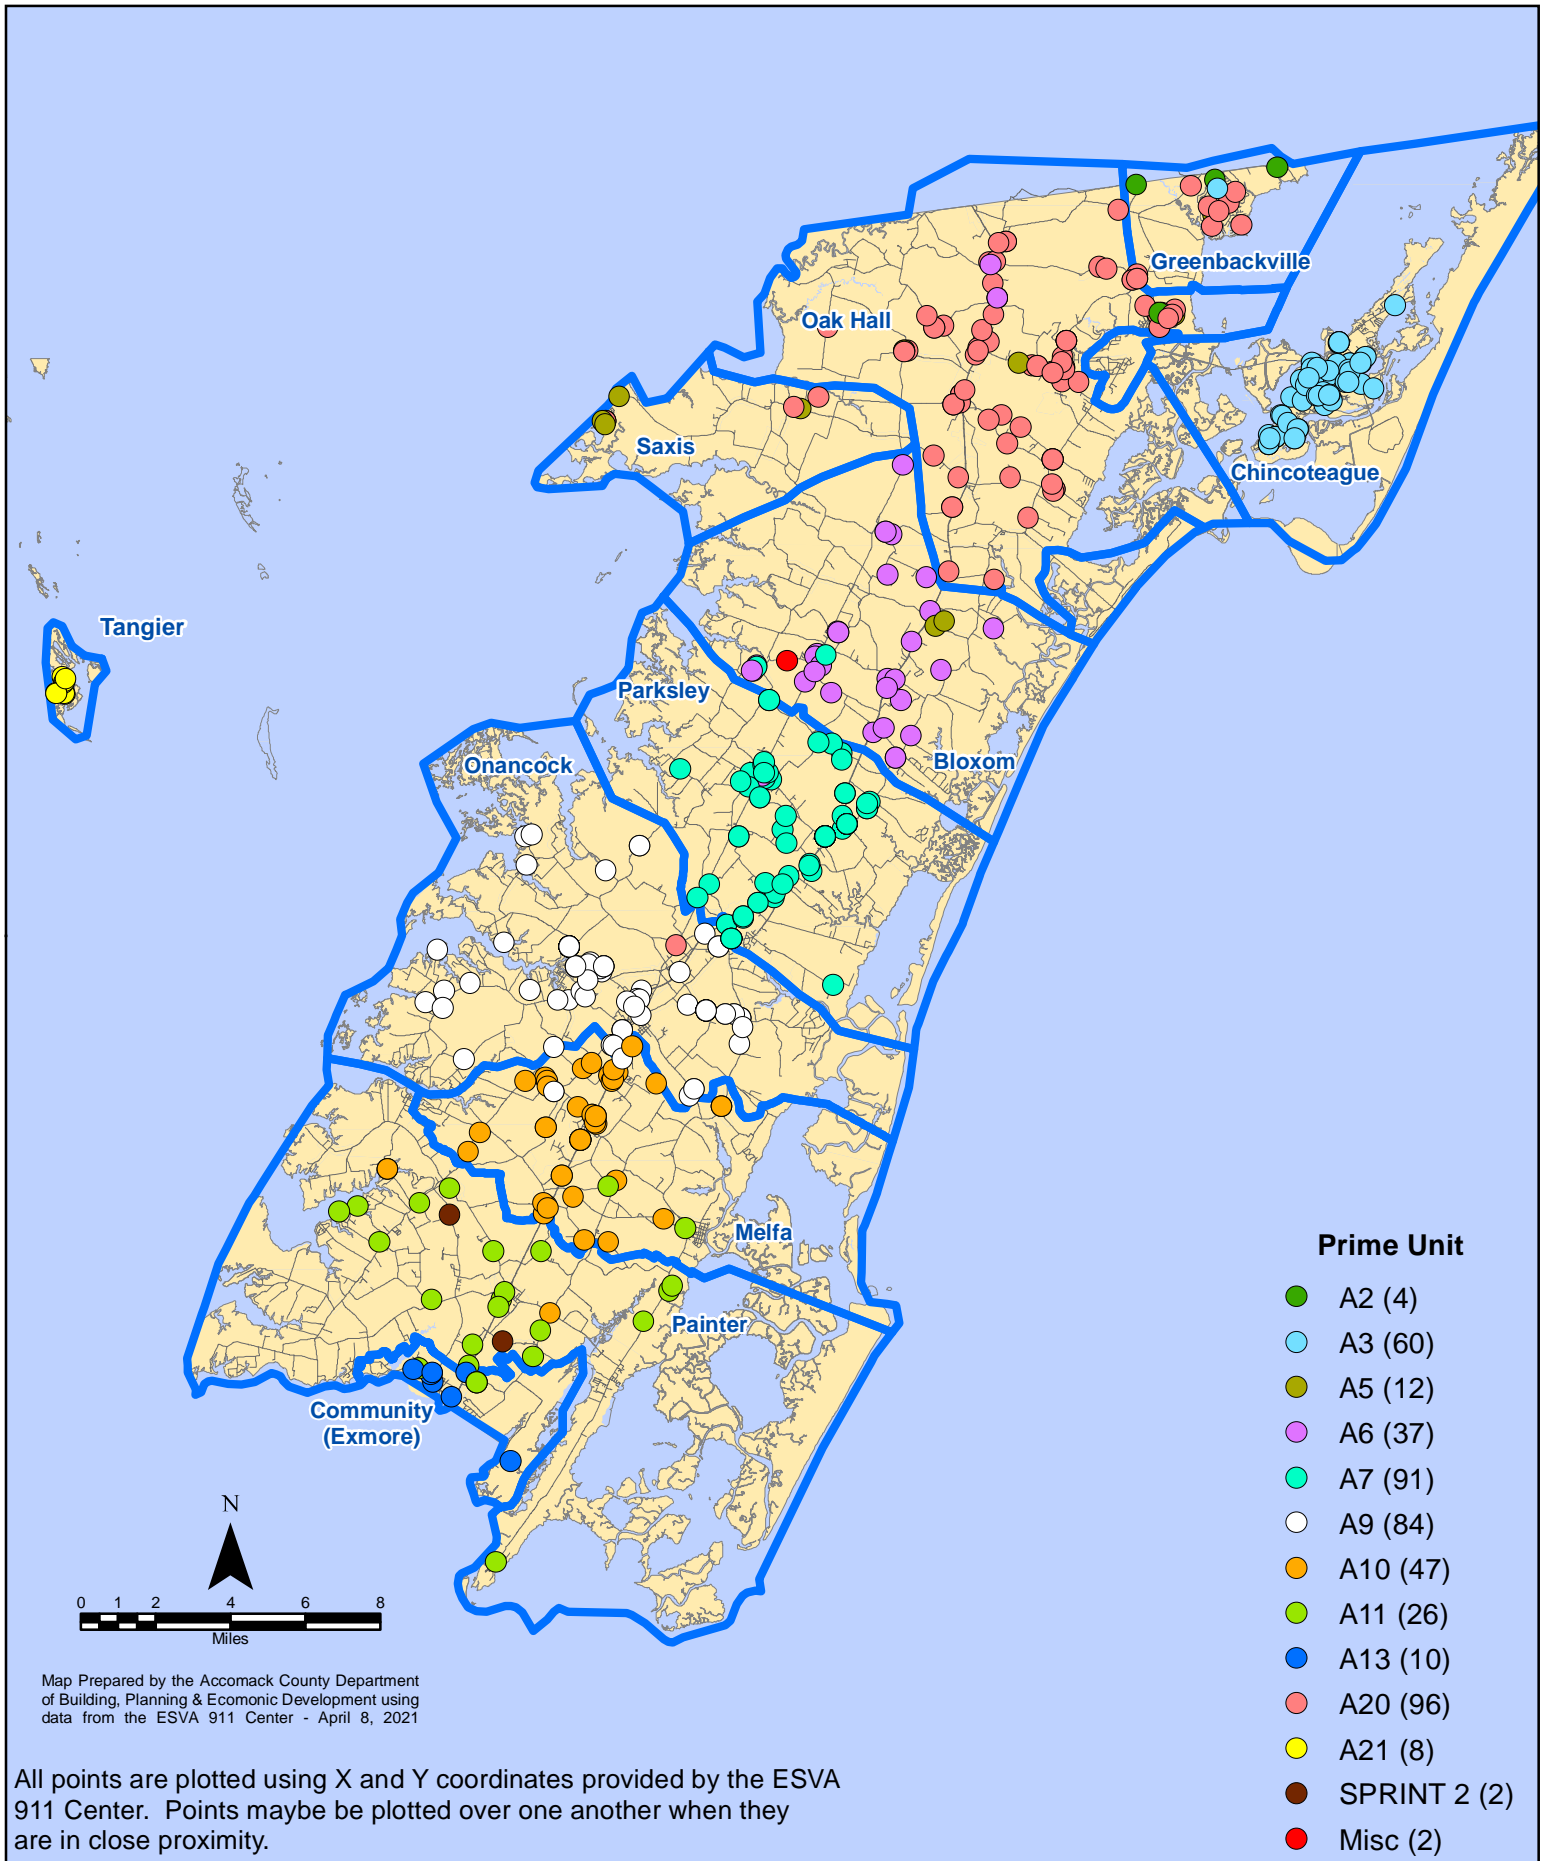 Greenbackville
Oak Hall
Saxis
Chincoteague
Tangier
Parksley
Bloxom
Onancock
Melfa
Painter
Community
(Exmore)
Prime Unit
A2 (4)
A3 (60)
A5 (12)
A6 (37)
A7 (91)
A9 (84)
A10 (47)
A11 (26)
A13 (10)
A20 (96)
A21 (8)
SPRINT 2 (2)
Misc (2)
N
0 1 2 4 6 8
Miles
Map Prepared by the Accomack County Department
of Building, Planning & Ecomonic Development using
data from the ESVA 911 Center - April 8, 2021
All points are plotted using X and Y coordinates provided by the ESVA
911 Center. Points maybe be plotted over one another when they
are in close proximity.